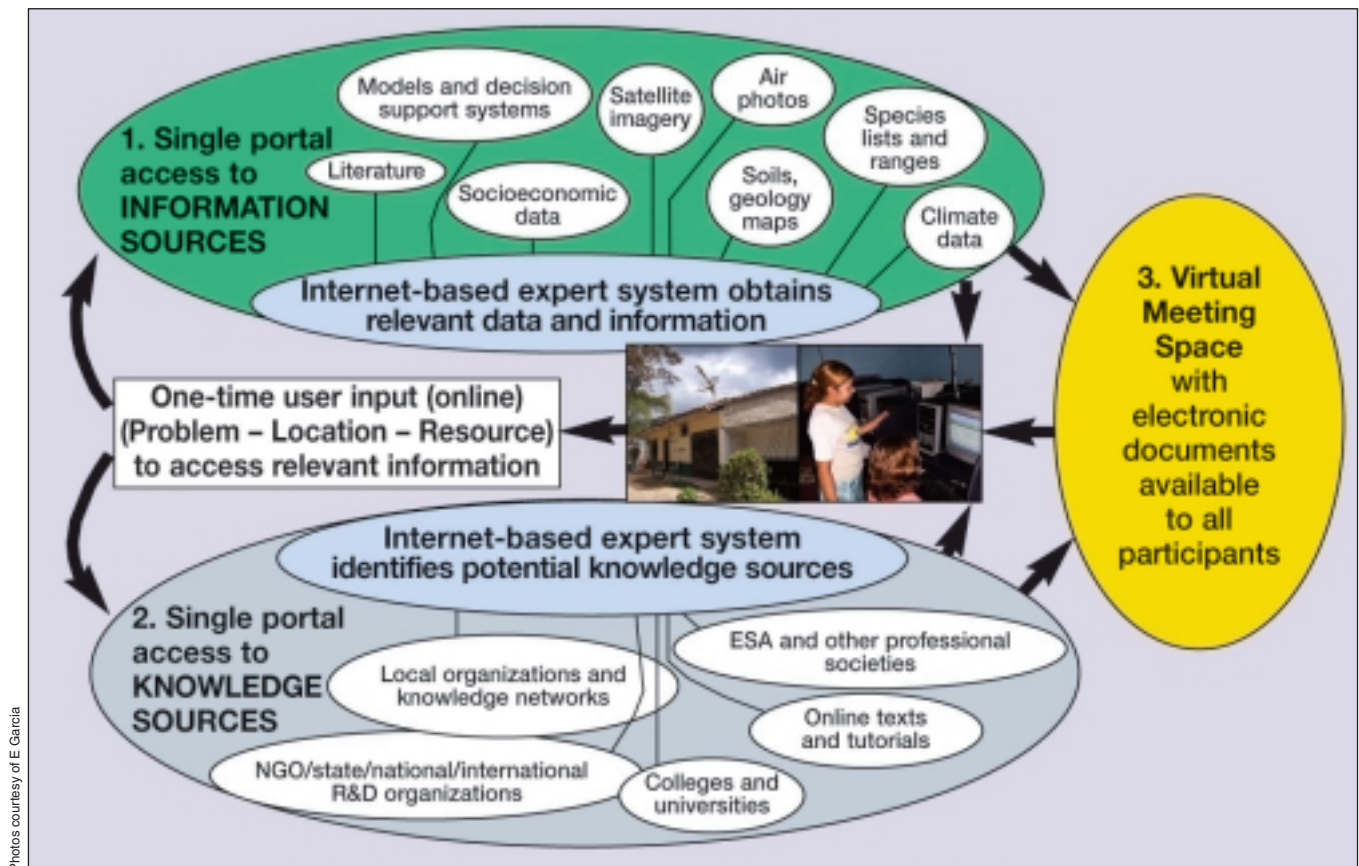 1. Single portal
access to
INFORMATION
SOURCES
Models and decision
support systems
Satellite
imagery
Air
photos
Species
lists and
ranges
Literature
Socioeconomic
data
Soils,
geology
maps
Climate
data
Internet-based expert system obtains
relevant data and information
One-time user input (online)
(Problem – Location – Resource)
to access relevant information
3. Virtual
Meeting
Space
with
electronic
documents
available
to all
participants
Internet-based expert system
identifies potential knowledge sources
2. Single portal
access to
KNOWLEDGE
SOURCES
Local organizations and
knowledge networks
ESA and other professional
societies
Online texts
and tutorials
NGO/state/national/international
R&D organizations
Colleges and
universities
Photos courtesy of E Garcia